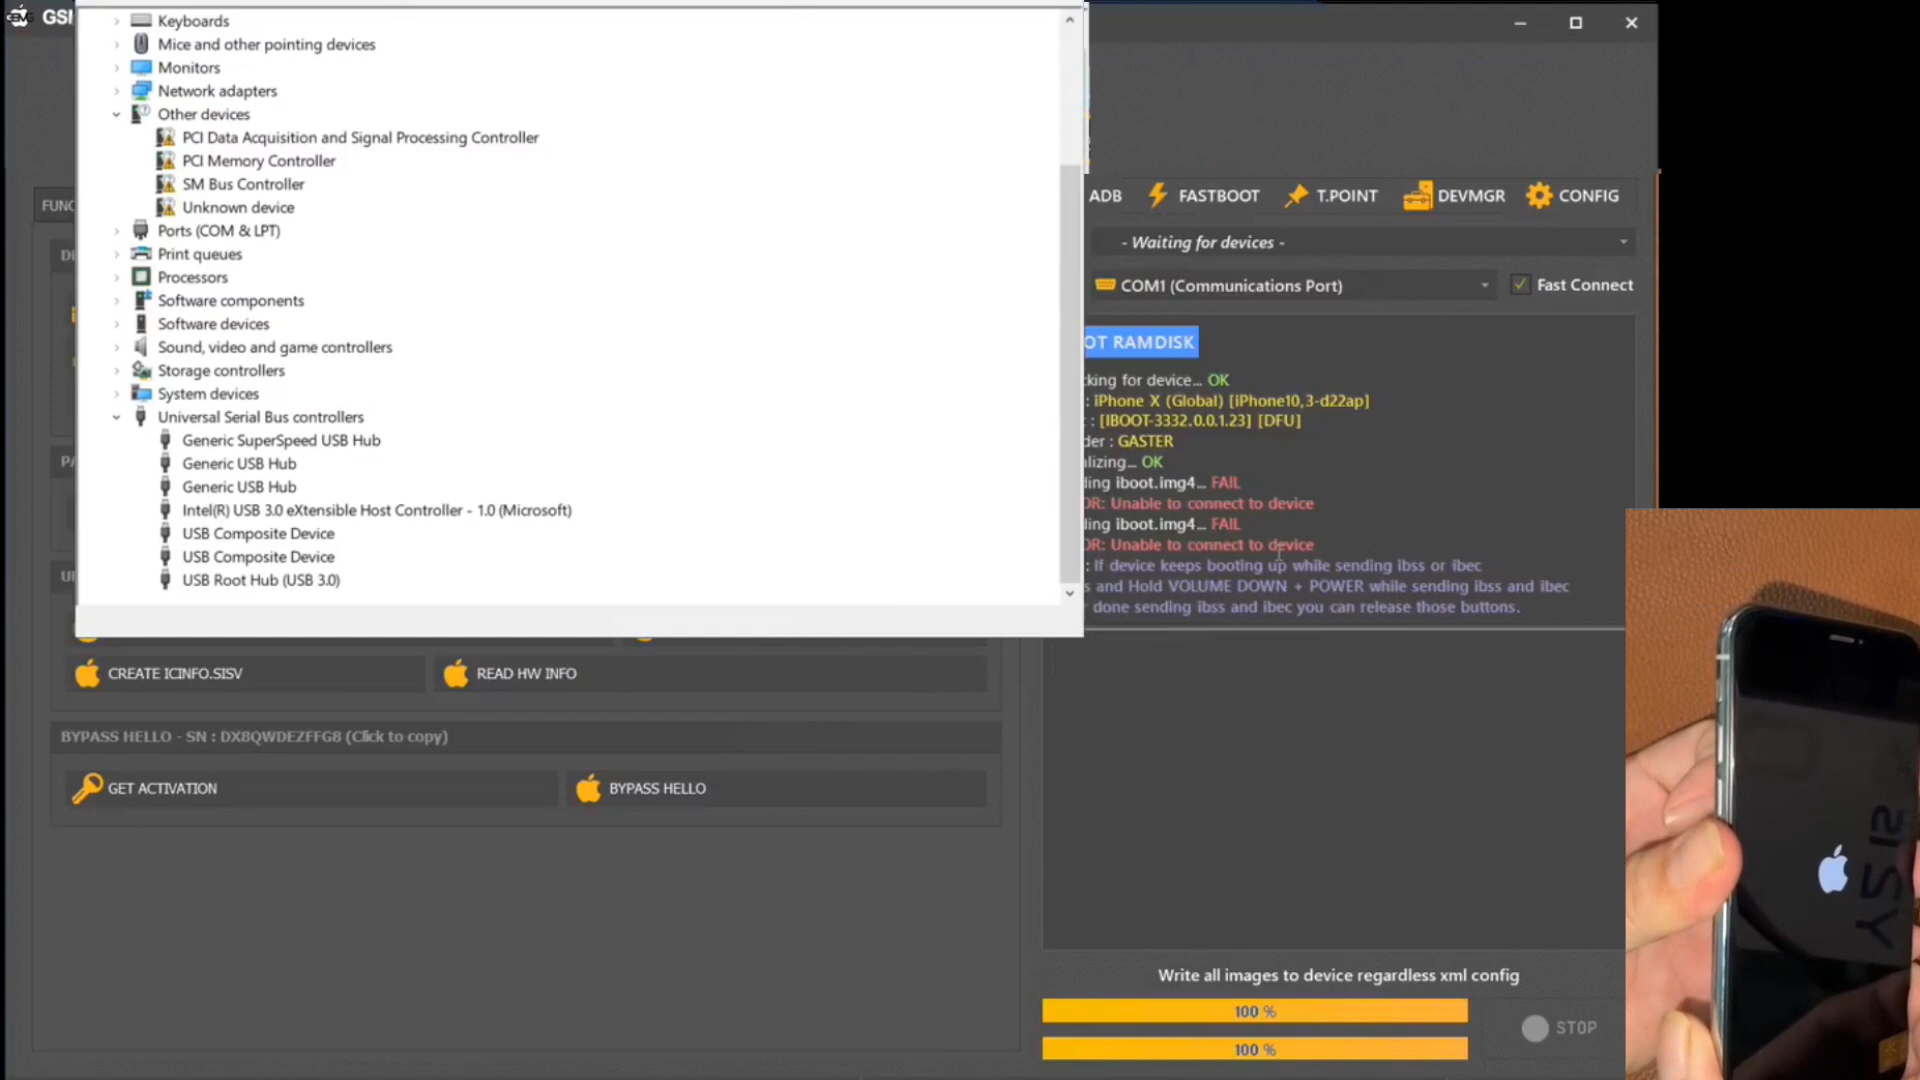 GSM
Keyboards
Mice and other pointing devices
Monitors
Network adapters
Other devices
PCI Data Acquisition and Signal Processing Controller
PCI Memory Controller
SM Bus Controller
Unknown device
Ports (COM & LPT)
Print queues
Processors
Software components
Software devices
Sound, video and game controllers
Storage controllers
System devices
Universal Serial Bus controllers
Generic SuperSpeed USB Hub
Generic USB Hub
Generic USB Hub
Intel(R) USB 3.0 eXtensible Host Controller - 1.0 (Microsoft)
USB Composite Device
USB Composite Device
USB Root Hub (USB 3.0)
FUNC
CREATE ICINFO.SISV
READ HW INFO
BYPASS HELLO - SN : DX8QWDEZFFG8 (Click to copy)
GET ACTIVATION
BYPASS HELLO
ADB FASTBOOT T.POINT DEVMGR CONFIG
- Waiting for devices -
COM1 (Communications Port)
Fast Connect
OT RAMDISK
king for device... OK
: iPhone X (Global) [iPhone10,3-d22ap]
: [IBOOT-3332.0.0.1.23] [DFU]
der : GASTER
lizing... OK
ding iboot.img4... FAIL
OR: Unable to connect to device
ding iboot.img4... FAIL
OR: Unable to connect to device
: If device keeps booting up while sending ibss or ibec
s and Hold VOLUME DOWN + POWER while sending ibss and ibec
done sending ibss and ibec you can release those buttons.
Write all images to device regardless xml config
100 %
100 %
STOP